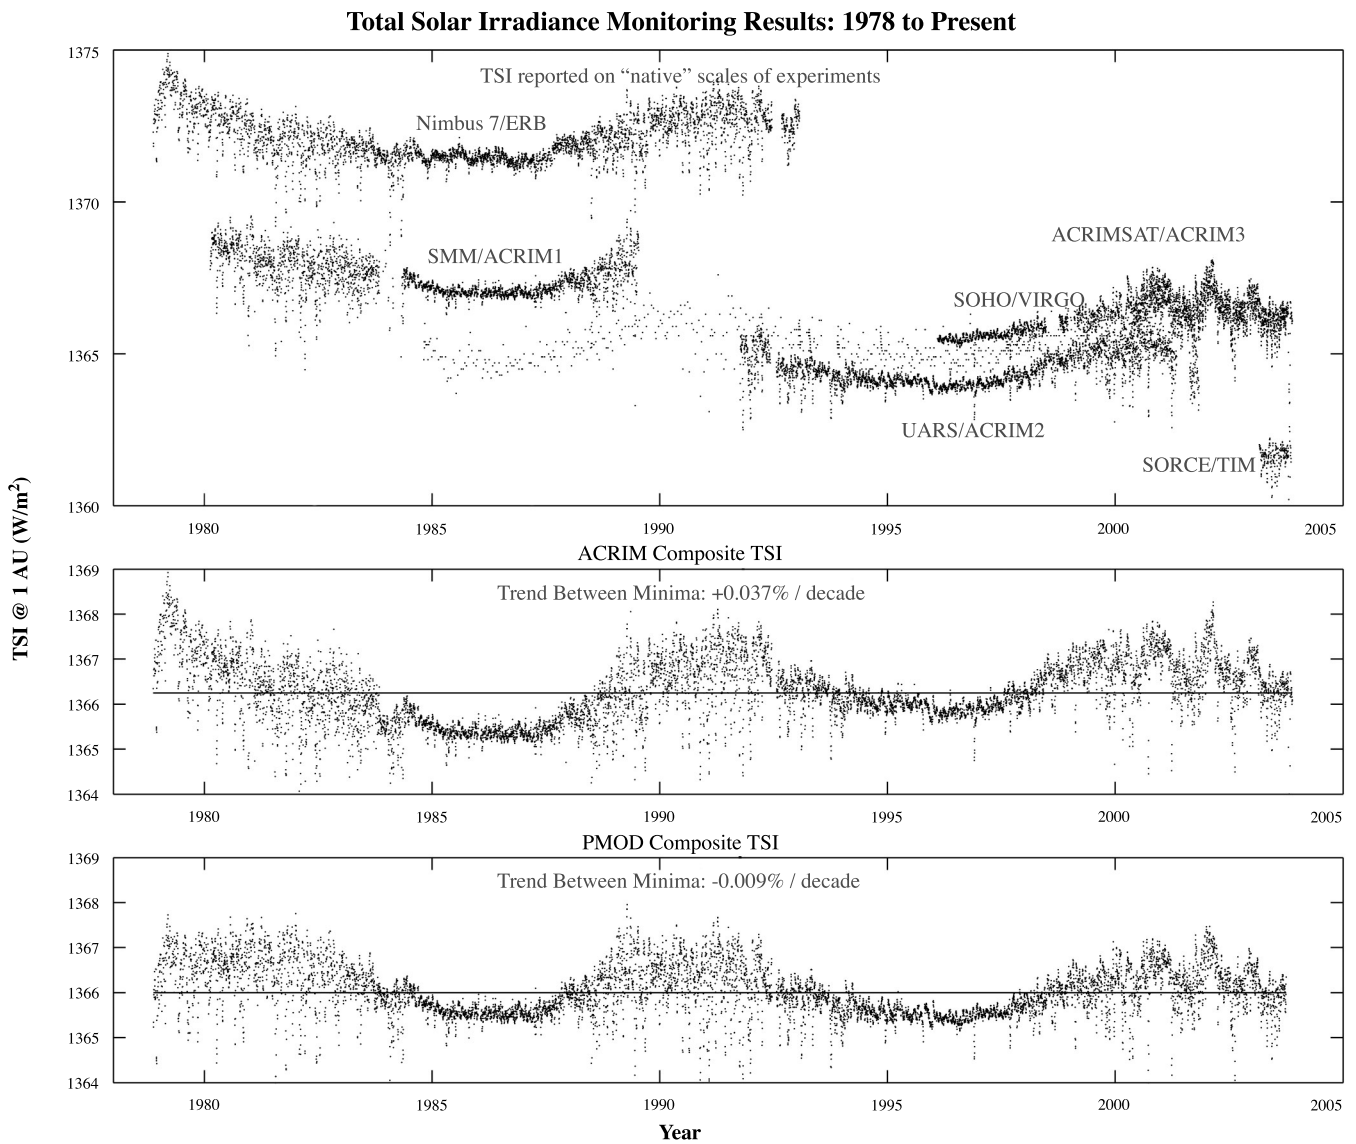 Total Solar Irradiance Monitoring Results: 1978 to Present
1375
TSI reported on “native” scales of experiments
Nimbus 7/ERB
1370
ACRIMSAT/ACRIM3
SMM/ACRIM1
SOHO/VIRGO
1365
UARS/ACRIM2
SORCE/TIM
1360
1980 1985 1990 1995 2000 2005
ACRIM Composite TSI
1369
Trend Between Minima: +0.037% / decade
1368
1367
1366
1365
1364
1980 1985 1990 1995 2000 2005
PMOD Composite TSI
1369
Trend Between Minima: -0.009% / decade
1368
1367
1366
1365
1364
1980 1985 1990 1995 2000 2005
Year
TSI @ 1 AU (W/m²)